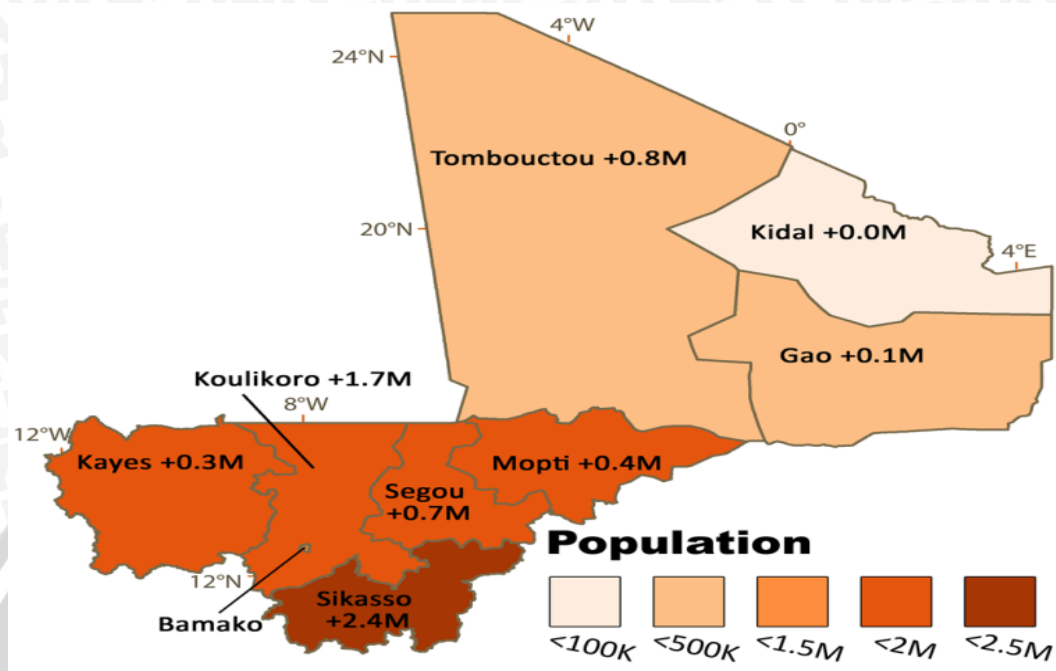 4°W
24°N
0°
Tombouctou +0.8M
20°N
Kidal +0.0M
4°E
Gao +0.1M
Koulikoro +1.7M
8°W
12°W
Kayes +0.3M
Mopti +0.4M
Segou
+0.7M
12°N
Sikasso
+2.4M
Bamako
Population
<100K
<500K
<1.5M
<2M
<2.5M